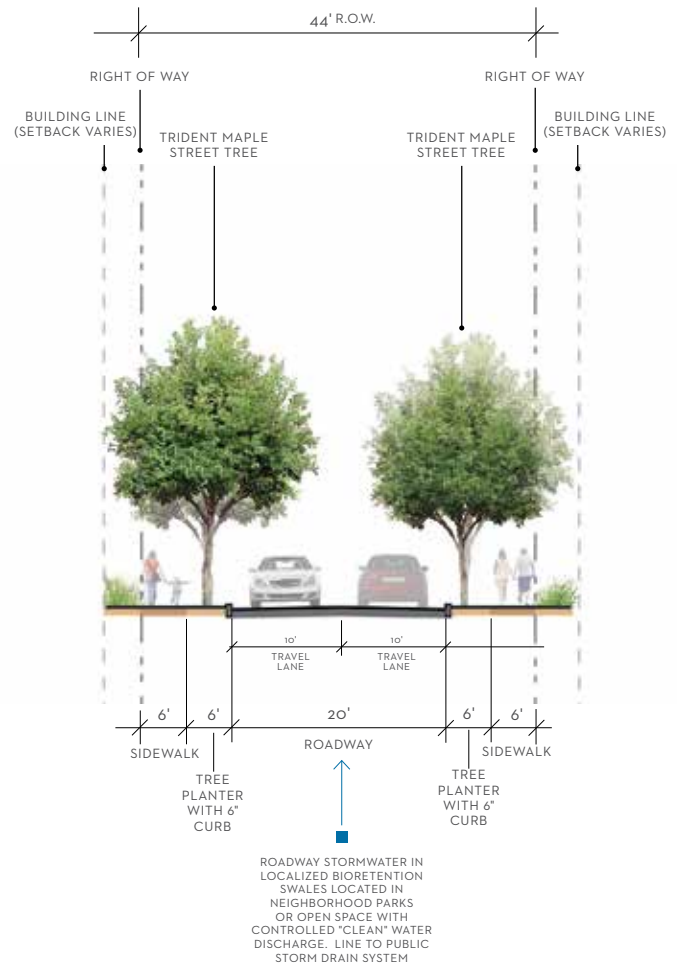 44' R.O.W.
RIGHT OF WAY
RIGHT OF WAY
BUILDING LINE
(SETBACK VARIES)
TRIDENT MAPLE
STREET TREE
TRIDENT MAPLE
STREET TREE
BUILDING LINE
(SETBACK VARIES)
10'
TRAVEL
LANE
10'
TRAVEL
LANE
6'
6'
20'
6'
6'
SIDEWALK
TREE
PLANTER
WITH 6"
CURB
ROADWAY
TREE
PLANTER
WITH 6"
CURB
SIDEWALK
ROADWAY STORMWATER IN
LOCALIZED BIORETENTION
SWALES LOCATED IN
NEIGHBORHOOD PARKS
OR OPEN SPACE WITH
CONTROLLED "CLEAN" WATER
DISCHARGE. LINE TO PUBLIC
STORM DRAIN SYSTEM